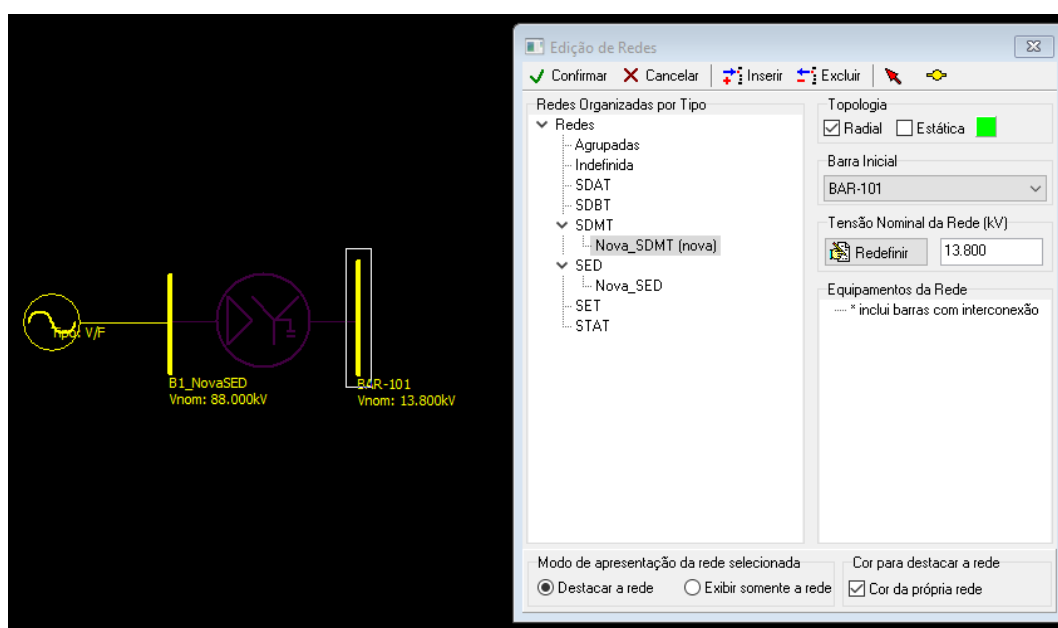 Tipo: V/F
B1_NovaSED
Vnom: 88.000kV
BAR-101
Vnom: 13.800kV
Edição de Redes
Confirmar Cancelar Inserir Excluir
Redes Organizadas por Tipo
Redes
Agrupadas
Indefinida
SDAT
SDBT
SDMT
Nova_SDMT (nova)
SED
Nova_SED
SET
STAT
Topologia
Radial Estática
Barra Inicial
BAR-101
Tensão Nominal da Rede (kV)
Redefinir 13.800
Equipamentos da Rede
* inclui barras com interconexão
Modo de apresentação da rede selecionada
Destacar a rede Exibir somente a rede
Cor para destacar a rede
Cor da própria rede